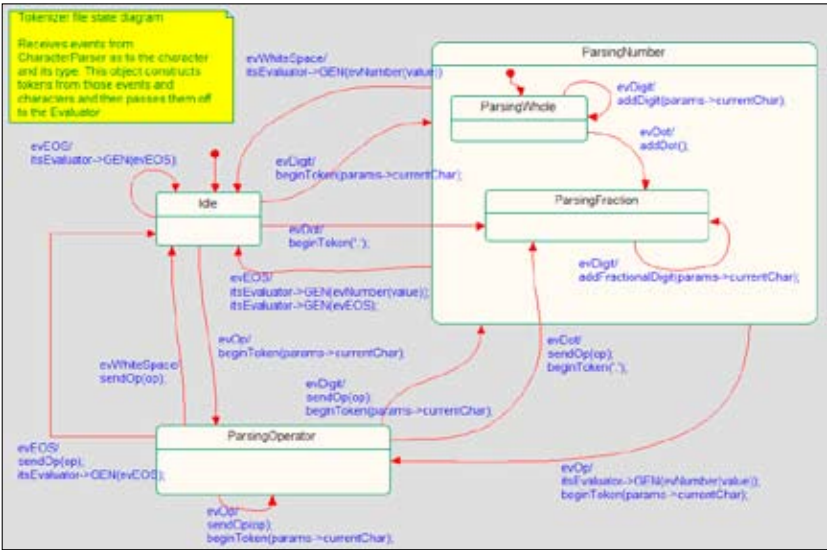 Tokenizer file state diagram
Receives events from
CharacterParser as to the character
and its type. This object constructs
tokens from those events and
characters and then passes them off
to the Evaluator
evWhiteSpace/
itsEvaluator->GEN(evNumber(value))
ParsingNumber
ParsingWhole
evDigit/
addDigit(params->currentChar);
evDot/
addDot();
evEOS/
itsEvaluator->GEN(evEOS);
evDigit/
beginToken(params->currentChar);
Idle
ParsingFraction
evDot/
beginToken('.');
evDigit/
addFractionalDigit(params->currentChar);
evEOS/
itsEvaluator->GEN(evNumber(value));
itsEvaluator->GEN(evEOS);
evOp/
beginToken(params->currentChar);
evDot/
sendOp(op);
beginToken('.');
evWhiteSpace/
sendOp(op);
evDigit/
sendOp(op);
beginToken(params->currentChar);
ParsingOperator
evEOS/
sendOp(op);
itsEvaluator->GEN(evEOS);
evOp/
itsEvaluator->GEN(evNumber(value));
beginToken(params->currentChar);
evOp/
sendOp(op);
beginToken(params->currentChar);